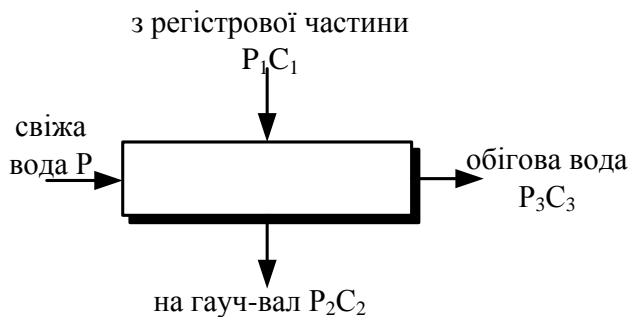 з регістрової частини
P₁C₁
свіжа
вода P
обігова вода
P₃C₃
на гауч-вал P₂C₂